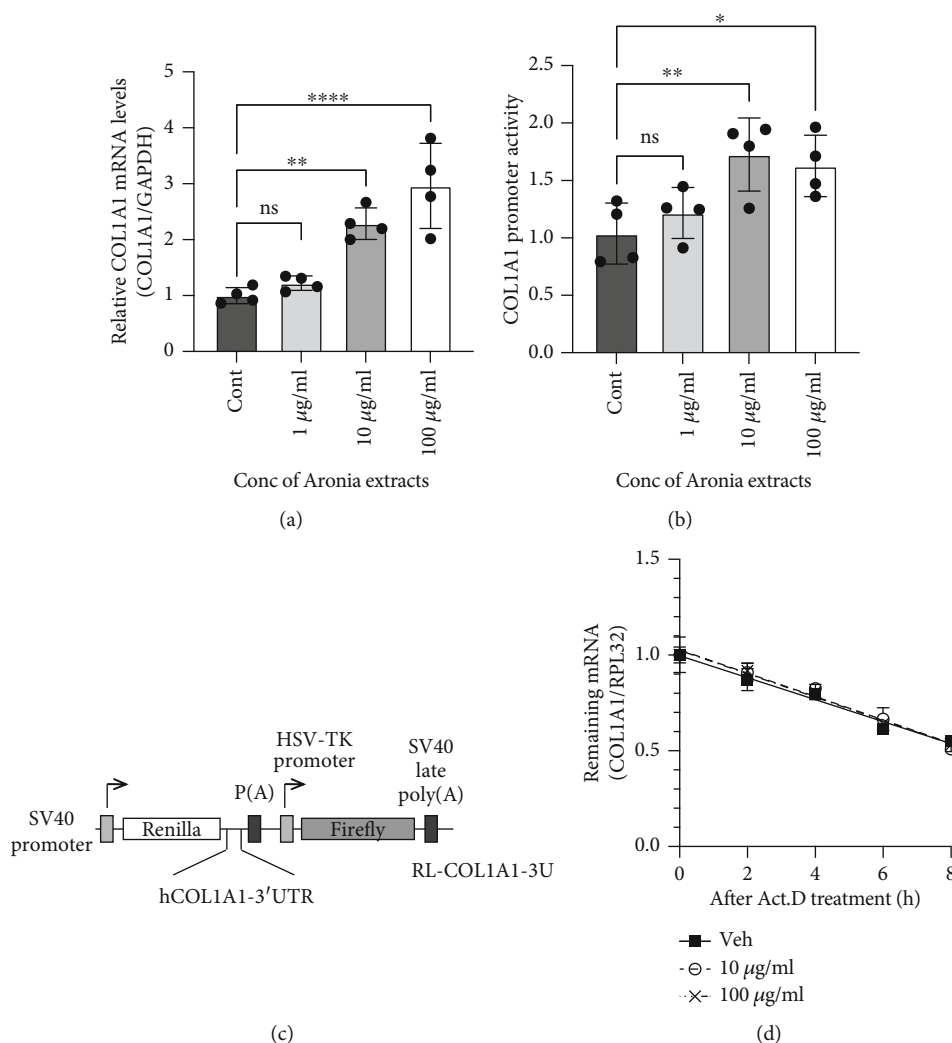 Relative COL1A1 mRNA levels
(COL1A1/GAPDH)
5
4
3
2
1
0
ns
**
****
Cont
1 µg/ml
10 µg/ml
100 µg/ml
Conc of Aronia extracts
(a)
COL1A1 promoter activity
2.5
2.0
1.5
1.0
0.5
0.0
ns
**
*
Cont
1 µg/ml
10 µg/ml
100 µg/ml
Conc of Aronia extracts
(b)
SV40
promoter
Renilla
P(A)
HSV-TK
promoter
Firefly
SV40
late
poly(A)
hCOL1A1-3′UTR
RL-COL1A1-3U
(c)
Remaining mRNA
(COL1A1/RPL32)
1.5
1.0
0.5
0.0
0
2
4
6
8
After Act.D treatment (h)
Veh
10 µg/ml
100 µg/ml
(d)